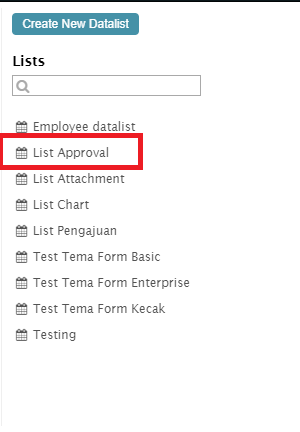 Create New Datalist
Lists
Employee datalist
List Approval
List Attachment
List Chart
List Pengajuan
Test Tema Form Basic
Test Tema Form Enterprise
Test Tema Form Kecak
Testing